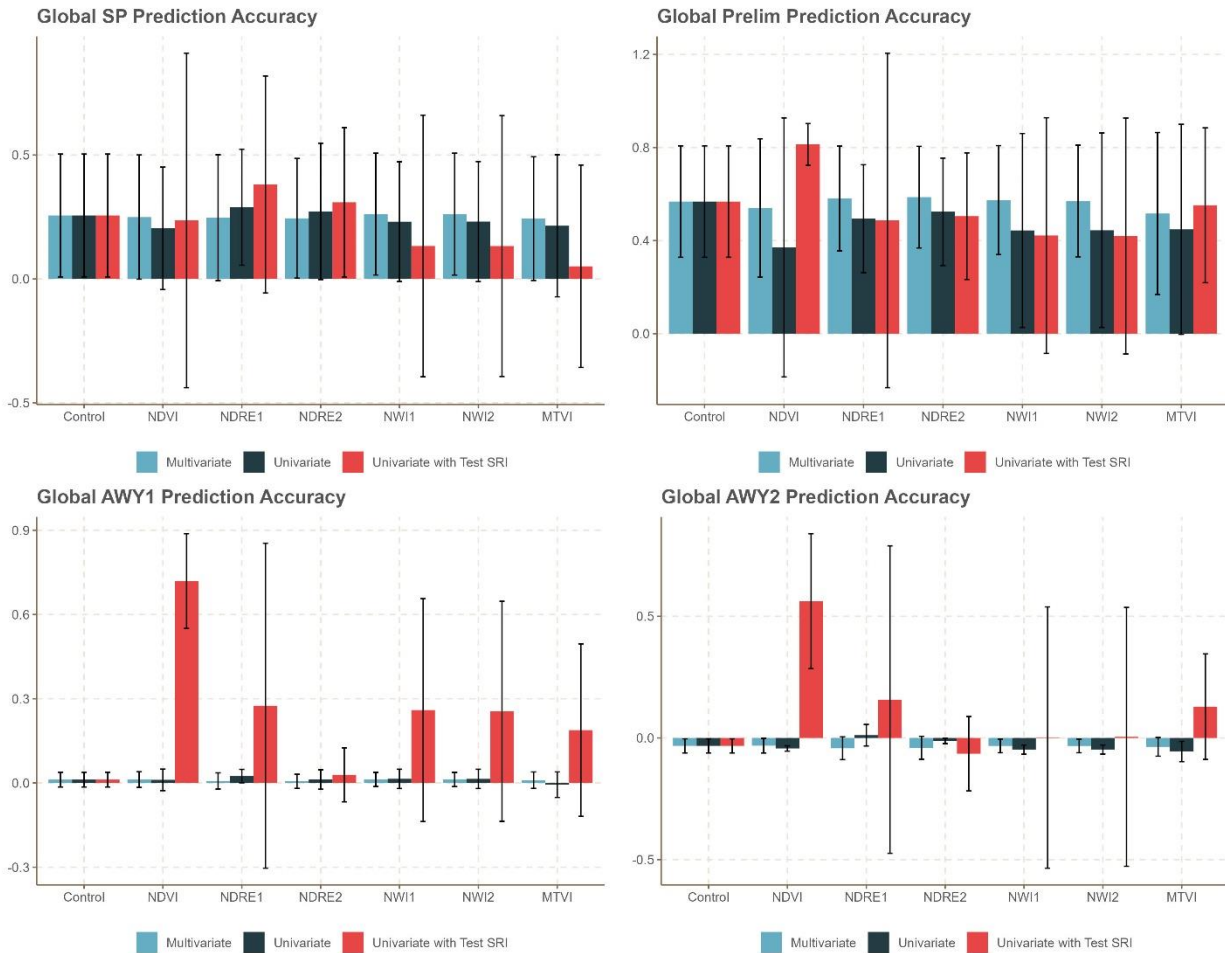 Global SP Prediction Accuracy
0.5
0.0
-0.5
Control NDVI NDRE1 NDRE2 NWI1 NWI2 MTVI
Multivariate Univariate Univariate with Test SRI
Global Prelim Prediction Accuracy
1.2
0.8
0.4
0.0
Control NDVI NDRE1 NDRE2 NWI1 NWI2 MTVI
Multivariate Univariate Univariate with Test SRI
Global AWY1 Prediction Accuracy
0.9
0.6
0.3
0.0
-0.3
Control NDVI NDRE1 NDRE2 NWI1 NWI2 MTVI
Multivariate Univariate Univariate with Test SRI
Global AWY2 Prediction Accuracy
0.5
0.0
-0.5
Control NDVI NDRE1 NDRE2 NWI1 NWI2 MTVI
Multivariate Univariate Univariate with Test SRI